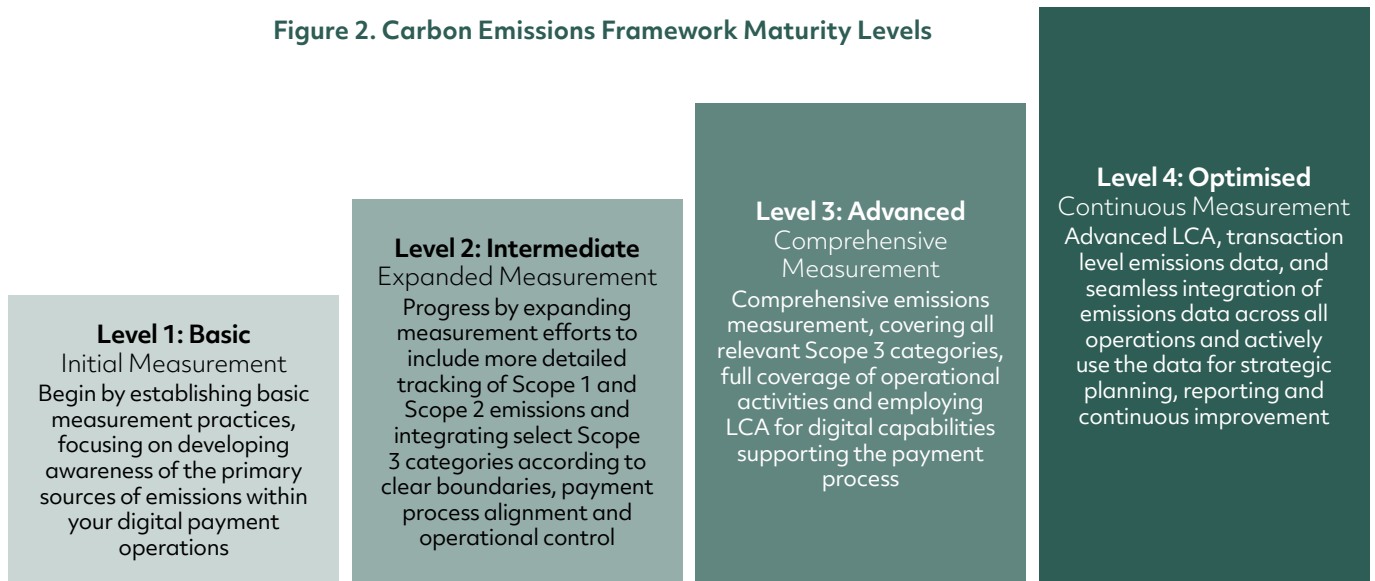 Figure 2. Carbon Emissions Framework Maturity Levels
Level 1: Basic
Initial Measurement
Begin by establishing basic
measurement practices,
focusing on developing
awareness of the primary
sources of emissions within
your digital payment
operations
Level 2: Intermediate
Expanded Measurement
Progress by expanding
measurement efforts to
include more detailed
tracking of Scope 1 and
Scope 2 emissions and
integrating select Scope
3 categories according to
clear boundaries, payment
process alignment and
operational control
Level 3: Advanced
Comprehensive
Measurement
Comprehensive emissions
measurement, covering all
relevant Scope 3 categories,
full coverage of operational
activities and employing
LCA for digital capabilities
supporting the payment
process
Level 4: Optimised
Continuous Measurement
Advanced LCA, transaction
level emissions data, and
seamless integration of
emissions data across all
operations and actively
use the data for strategic
planning, reporting and
continuous improvement